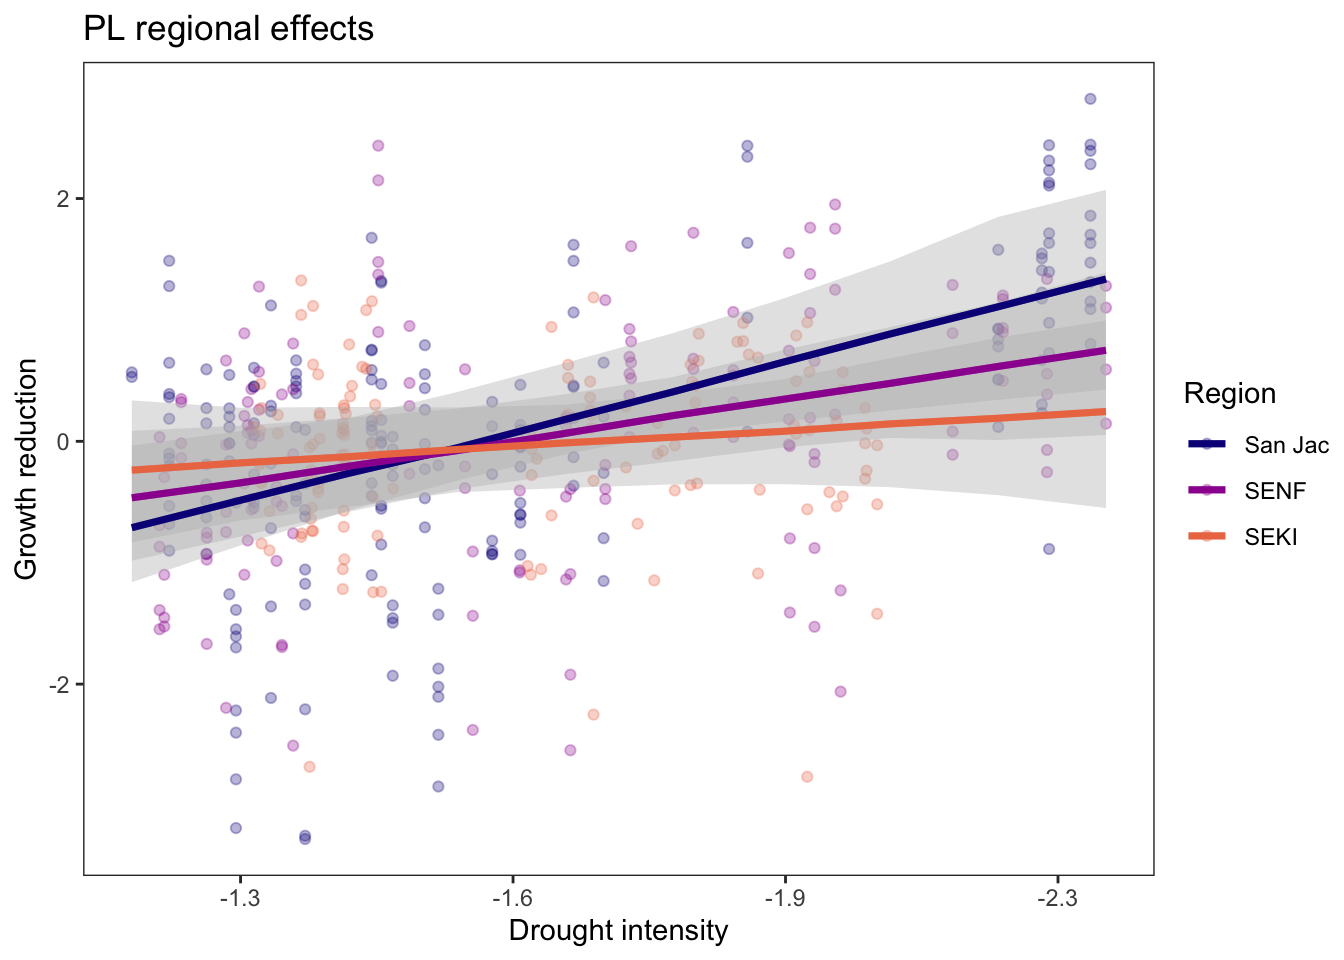 PL regional effects
Growth reduction
2
0
-2
-1.3
-1.6
-1.9
-2.3
Drought intensity
Region
San Jac
SENF
SEKI